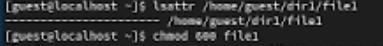 [guest@localhost ~]$ lsattr /home/guest/dir1/file1
-------------------- /home/guest/dir1/file1
[guest@localhost ~]$ chmod 600 file1